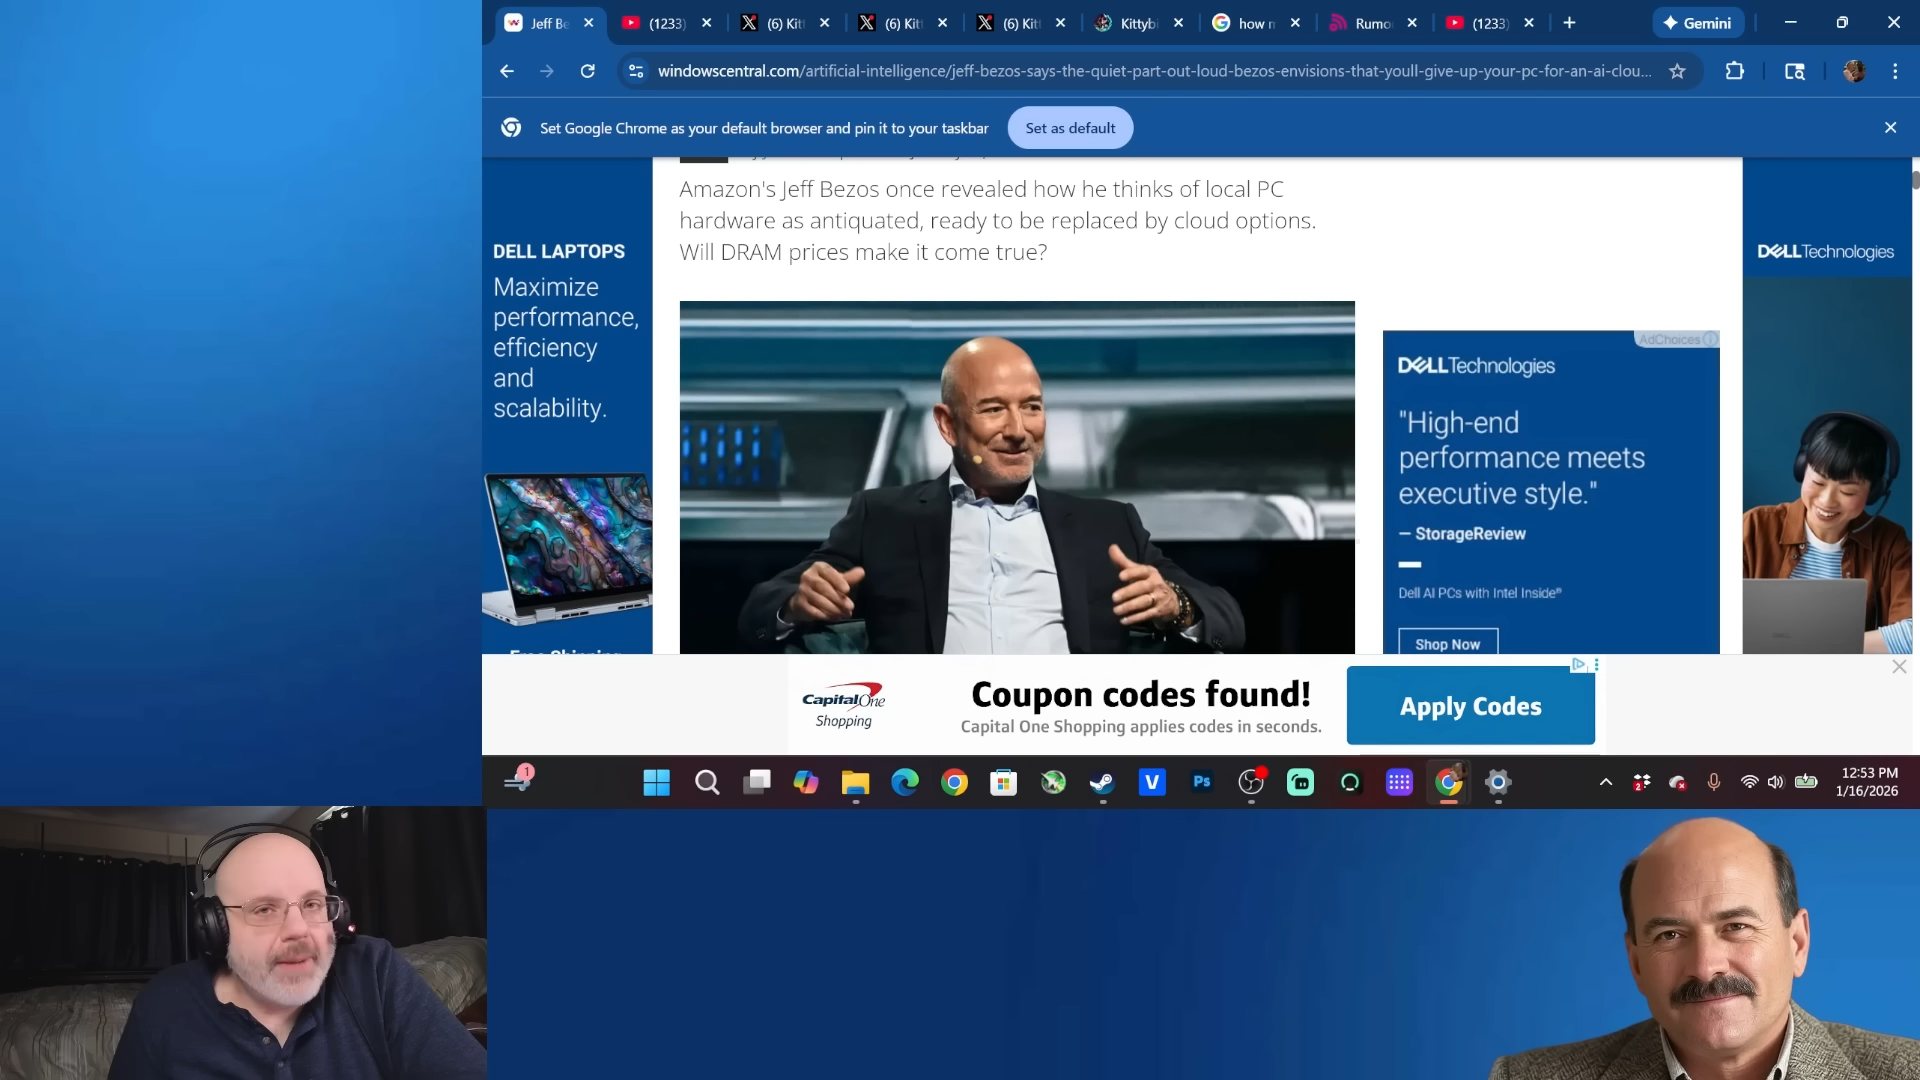 Jeff Be
(1233)
(6) Kit
(6) Kit
(6) Kit
Kittybi
how m
Rumo
(1233)
Gemini
windowscentral.com/artificial-intelligence/jeff-bezos-says-the-quiet-part-out-loud-bezos-envisions-that-youll-give-up-your-pc-for-an-ai-clou...
Set Google Chrome as your default browser and pin it to your taskbar
Set as default
Amazon's Jeff Bezos once revealed how he thinks of local PC
hardware as antiquated, ready to be replaced by cloud options.
Will DRAM prices make it come true?
DELL LAPTOPS
Maximize
performance,
efficiency
and
scalability.
AdChoices
DELLTechnologies
"High-end
performance meets
executive style."
— StorageReview
Dell AI PCs with Intel Inside®
Shop Now
DELLTechnologies
CapitalOne
Shopping
Coupon codes found!
Capital One Shopping applies codes in seconds.
Apply Codes
1
V
Ps
2
12:53 PM
1/16/2026